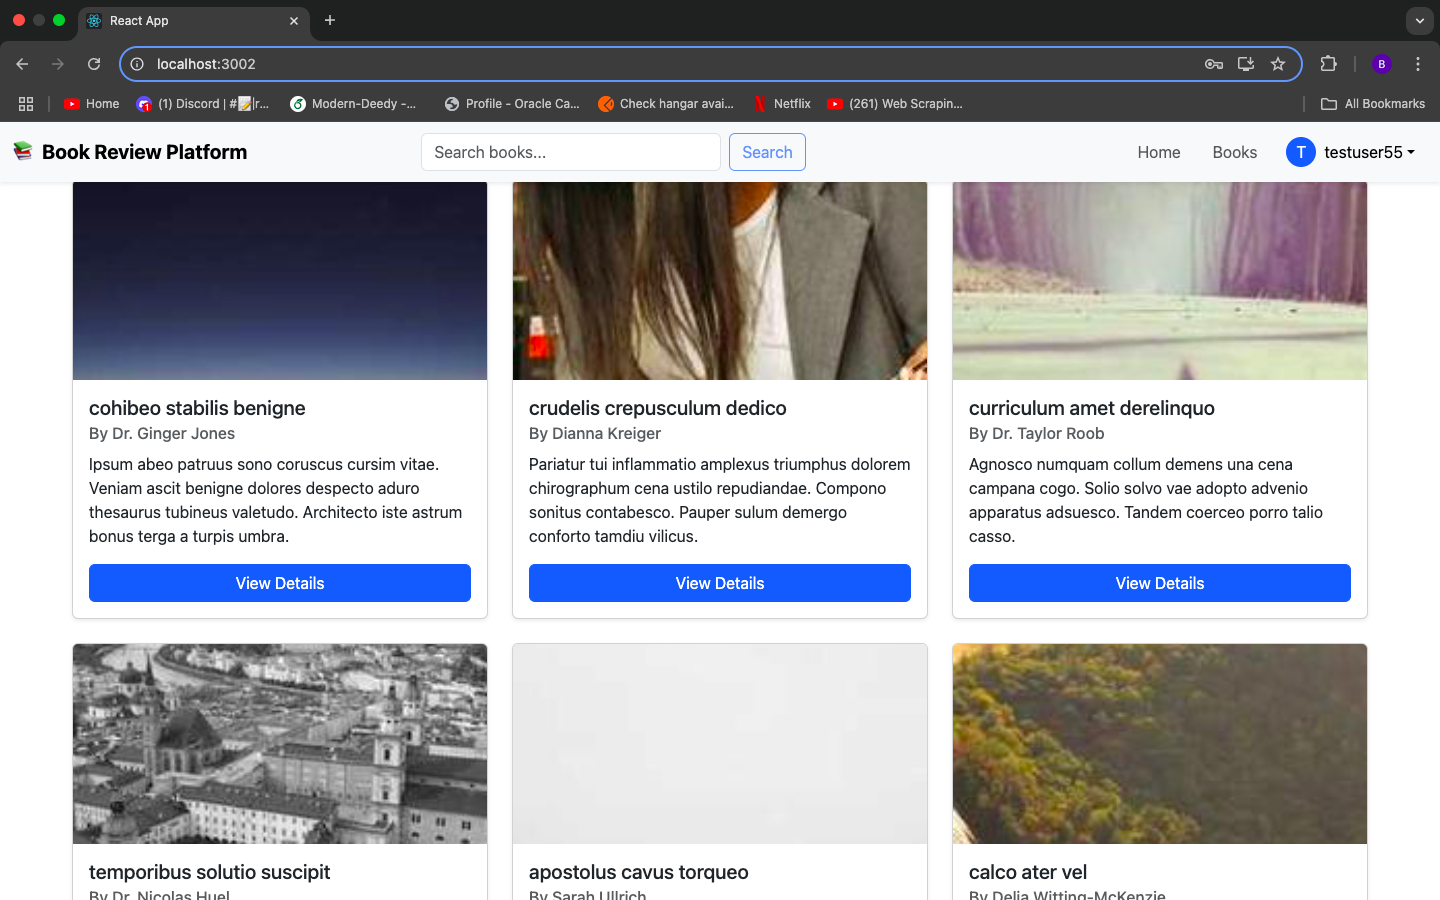 React App
localhost:3002
Home
(1) Discord | #📝|r...
Modern-Deedy -...
Profile - Oracle Ca...
Check hangar avai...
Netflix
(261) Web Scrapin...
All Bookmarks
B
Book Review Platform
Search books...
Search
Home
Books
T
testuser55
cohibeo stabilis benigne
By Dr. Ginger Jones
Ipsum abeo patruus sono coruscus cursim vitae.
Veniam ascit benigne dolores despecto aduro
thesaurus tubineus valetudo. Architecto iste astrum
bonus terga a turpis umbra.
View Details
crudelis crepusculum dedico
By Dianna Kreiger
Pariatur tui inflammatio amplexus triumphus dolorem
chirographum cena ustilo repudiandae. Compono
sonitus contabesco. Pauper sulum demergo
conforto tamdiu vilicus.
View Details
curriculum amet derelinquo
By Dr. Taylor Roob
Agnosco numquam collum demens una cena
campana cogo. Solio solvo vae adopto advenio
apparatus adsuesco. Tandem coerceo porro talio
casso.
View Details
temporibus solutio suscipit
By Dr. Nicolas Huel
apostolus cavus torqueo
By Sarah Ullrich
calco ater vel
By Delia Witting-McKenzie